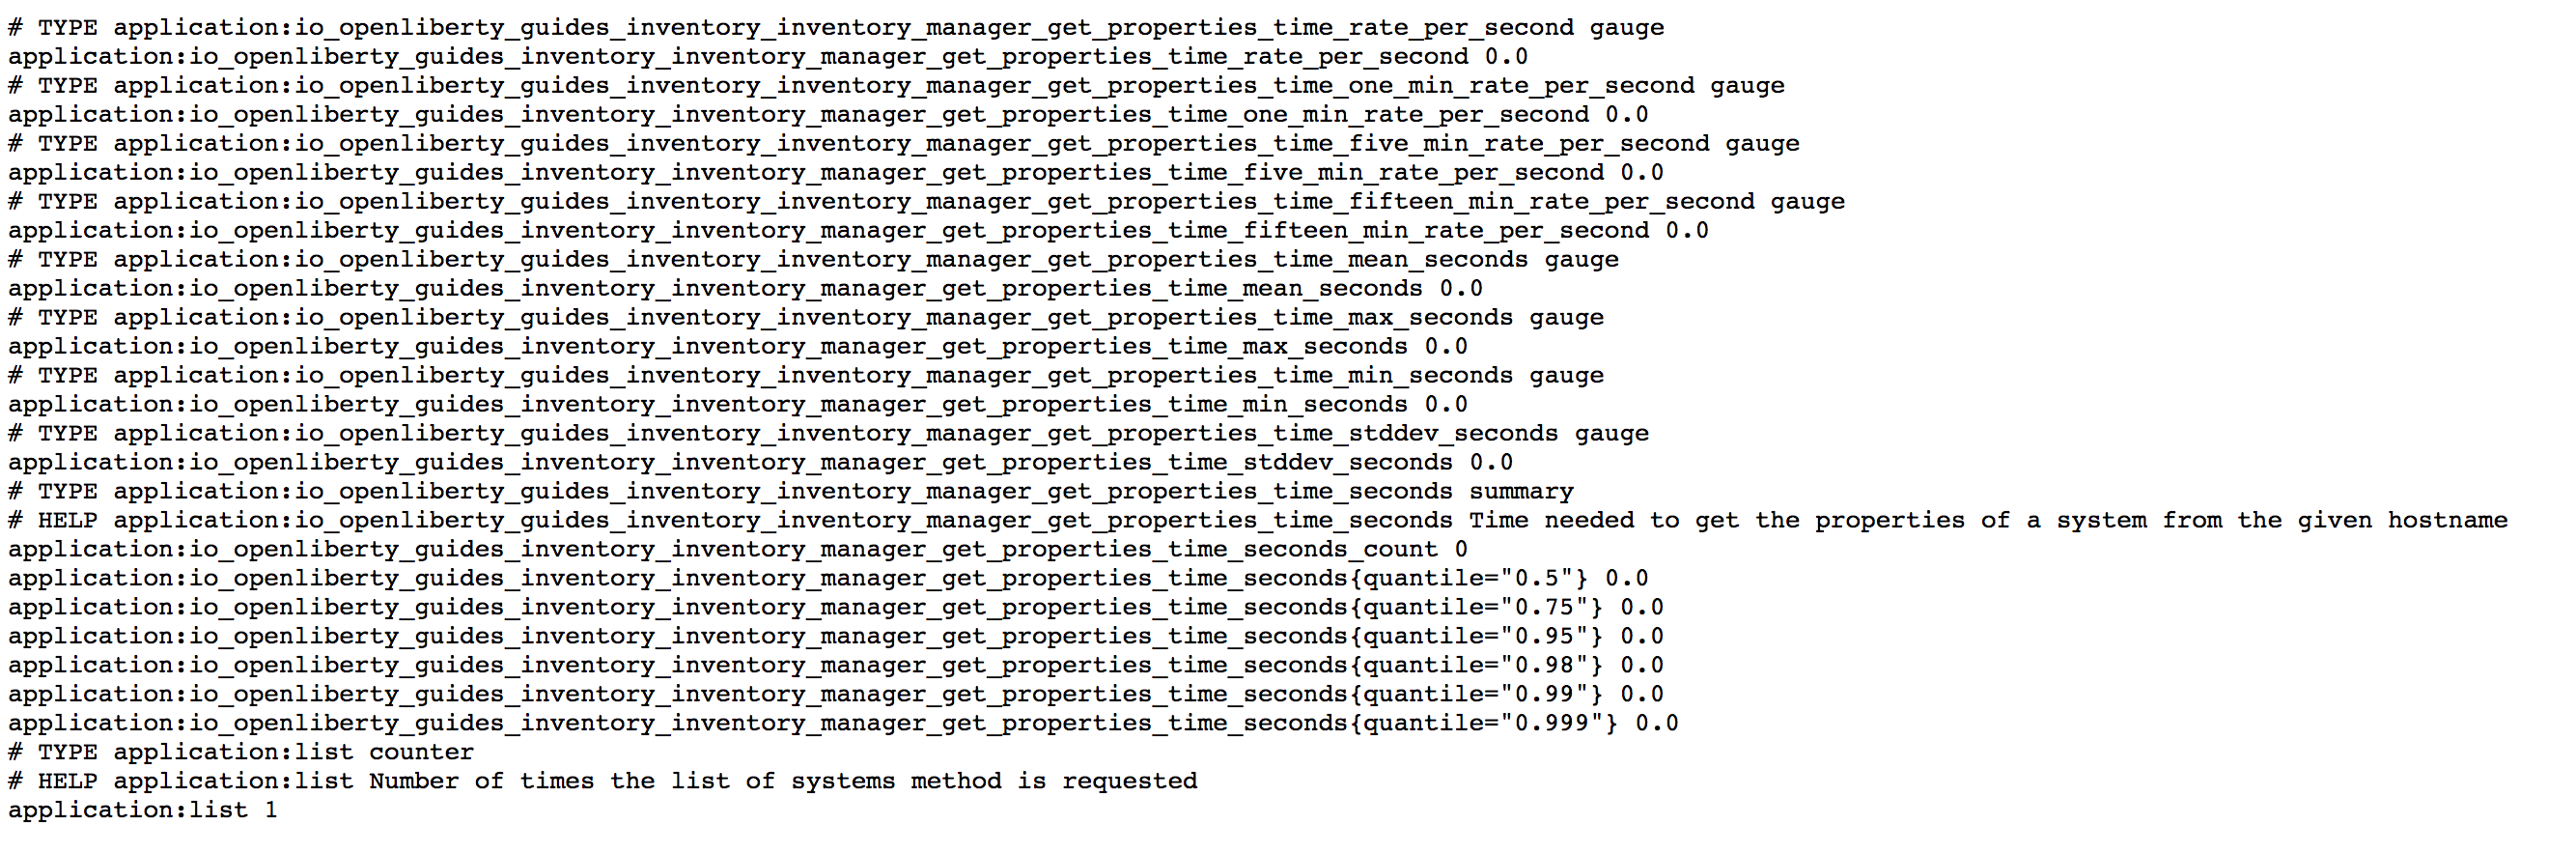 # TYPE application:io_openliberty_guides_inventory_inventory_manager_get_properties_time_rate_per_second gauge
application:io_openliberty_guides_inventory_inventory_manager_get_properties_time_rate_per_second 0.0
# TYPE application:io_openliberty_guides_inventory_inventory_manager_get_properties_time_one_min_rate_per_second gauge
application:io_openliberty_guides_inventory_inventory_manager_get_properties_time_one_min_rate_per_second 0.0
# TYPE application:io_openliberty_guides_inventory_inventory_manager_get_properties_time_five_min_rate_per_second gauge
application:io_openliberty_guides_inventory_inventory_manager_get_properties_time_five_min_rate_per_second 0.0
# TYPE application:io_openliberty_guides_inventory_inventory_manager_get_properties_time_fifteen_min_rate_per_second gauge
application:io_openliberty_guides_inventory_inventory_manager_get_properties_time_fifteen_min_rate_per_second 0.0
# TYPE application:io_openliberty_guides_inventory_inventory_manager_get_properties_time_mean_seconds gauge
application:io_openliberty_guides_inventory_inventory_manager_get_properties_time_mean_seconds 0.0
# TYPE application:io_openliberty_guides_inventory_inventory_manager_get_properties_time_max_seconds gauge
application:io_openliberty_guides_inventory_inventory_manager_get_properties_time_max_seconds 0.0
# TYPE application:io_openliberty_guides_inventory_inventory_manager_get_properties_time_min_seconds gauge
application:io_openliberty_guides_inventory_inventory_manager_get_properties_time_min_seconds 0.0
# TYPE application:io_openliberty_guides_inventory_inventory_manager_get_properties_time_stddev_seconds gauge
application:io_openliberty_guides_inventory_inventory_manager_get_properties_time_stddev_seconds 0.0
# TYPE application:io_openliberty_guides_inventory_inventory_manager_get_properties_time_seconds summary
# HELP application:io_openliberty_guides_inventory_inventory_manager_get_properties_time_seconds Time needed to get the properties of a system from the given hostname
application:io_openliberty_guides_inventory_inventory_manager_get_properties_time_seconds_count 0
application:io_openliberty_guides_inventory_inventory_manager_get_properties_time_seconds{quantile="0.5"} 0.0
application:io_openliberty_guides_inventory_inventory_manager_get_properties_time_seconds{quantile="0.75"} 0.0
application:io_openliberty_guides_inventory_inventory_manager_get_properties_time_seconds{quantile="0.95"} 0.0
application:io_openliberty_guides_inventory_inventory_manager_get_properties_time_seconds{quantile="0.98"} 0.0
application:io_openliberty_guides_inventory_inventory_manager_get_properties_time_seconds{quantile="0.99"} 0.0
application:io_openliberty_guides_inventory_inventory_manager_get_properties_time_seconds{quantile="0.999"} 0.0
# TYPE application:list counter
# HELP application:list Number of times the list of systems method is requested
application:list 1